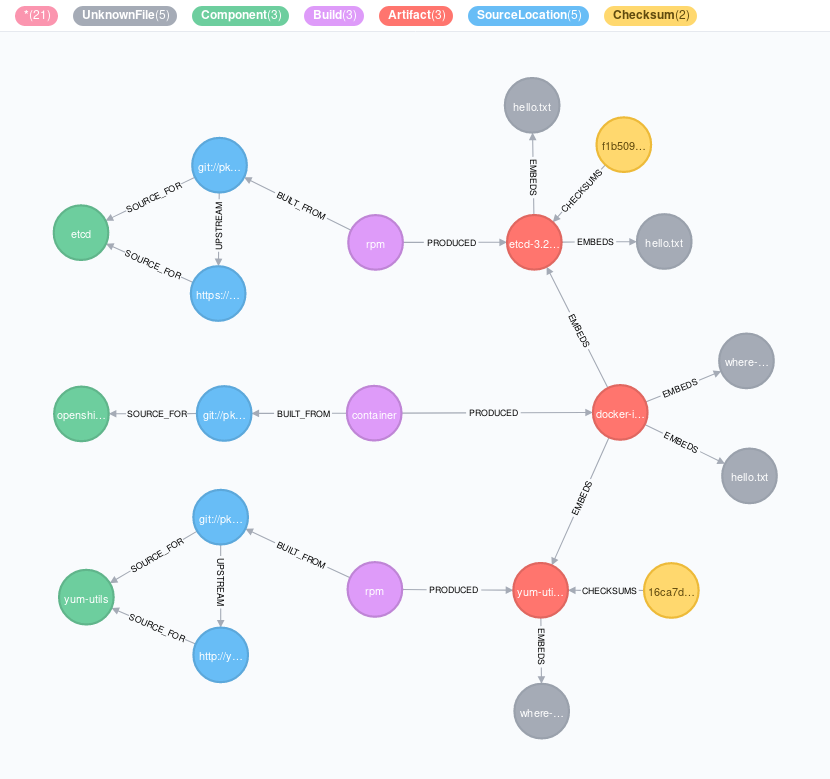 *(21) UnknownFile(5) Component(3) Build(3) Artifact(3) SourceLocation(5) Checksum(2)
hello.txt
f1b509...
git://pk...
EMBEDS
CHECKSUMS
SOURCE_FOR
BUILT_FROM
UPSTREAM
etcd
rpm
PRODUCED
etcd-3.2...
EMBEDS
hello.txt
SOURCE_FOR
https://...
EMBEDS
where-...
EMBEDS
openshi...
SOURCE_FOR
git://pk...
BUILT_FROM
container
PRODUCED
docker-i...
EMBEDS
hello.txt
EMBEDS
git://pk...
SOURCE_FOR
BUILT_FROM
UPSTREAM
yum-utils
rpm
PRODUCED
yum-uti...
CHECKSUMS
16ca7d...
SOURCE_FOR
http://y...
EMBEDS
where-...